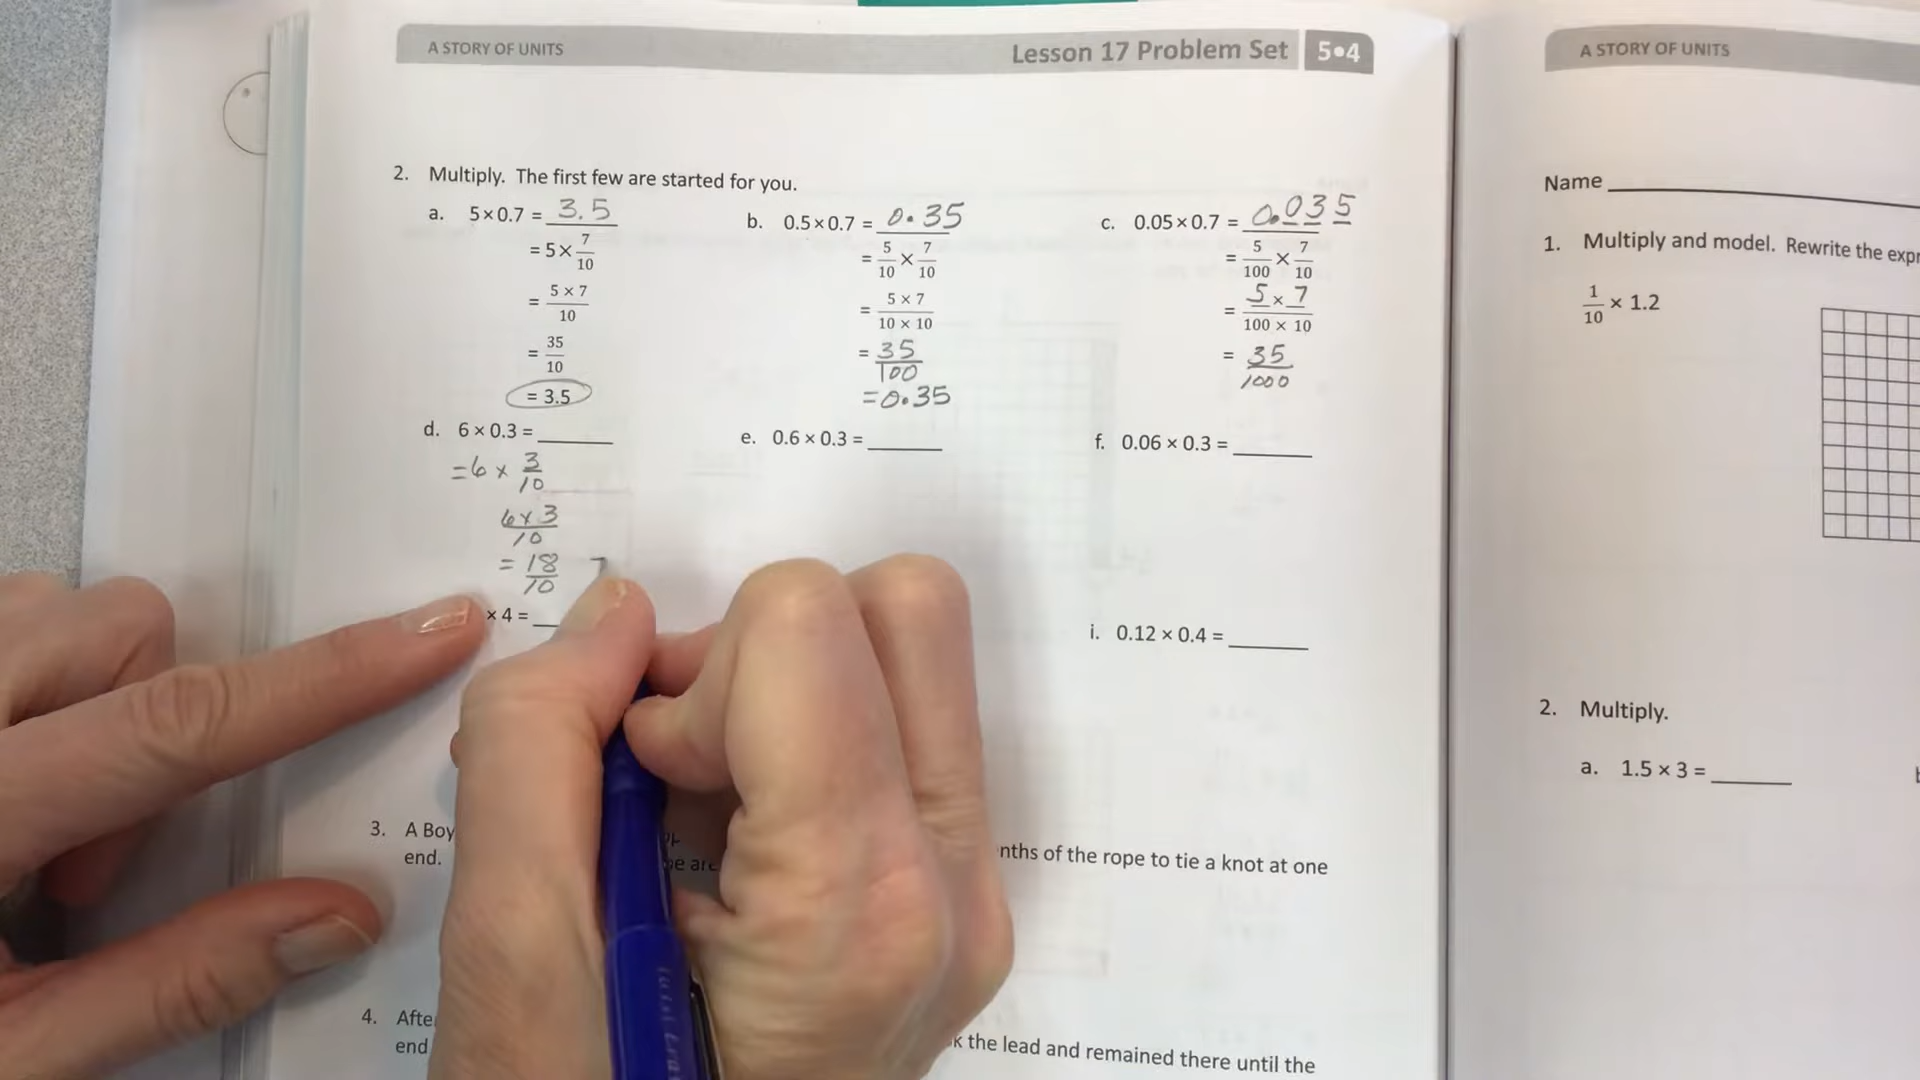 A STORY OF UNITS
Lesson 17 Problem Set 5•4
2. Multiply. The first few are started for you.
a. 5 × 0.7 = 3.5
= 5 × 7/10
= 5 × 7 / 10
= 35/10
= 3.5
b. 0.5 × 0.7 = 0.35
= 5/10 × 7/10
= 5 × 7 / 10 × 10
= 35/100
= 0.35
c. 0.05 × 0.7 = 0.035
= 5/100 × 7/10
= 5 × 7 / 100 × 10
= 35/1000
d. 6 × 0.3 = ______
= 6 × 3/10
6 × 3 / 10
= 18/10
e. 0.6 × 0.3 = ______
f. 0.06 × 0.3 = ______
× 4 = __
i. 0.12 × 0.4 = ______
3. A Boy
nths of the rope to tie a knot at one
end.
4. Afte
k the lead and remained there until the
end
A STORY OF UNITS
Name
1. Multiply and model. Rewrite the expr
1/10 × 1.2
2. Multiply.
a. 1.5 × 3 = ______